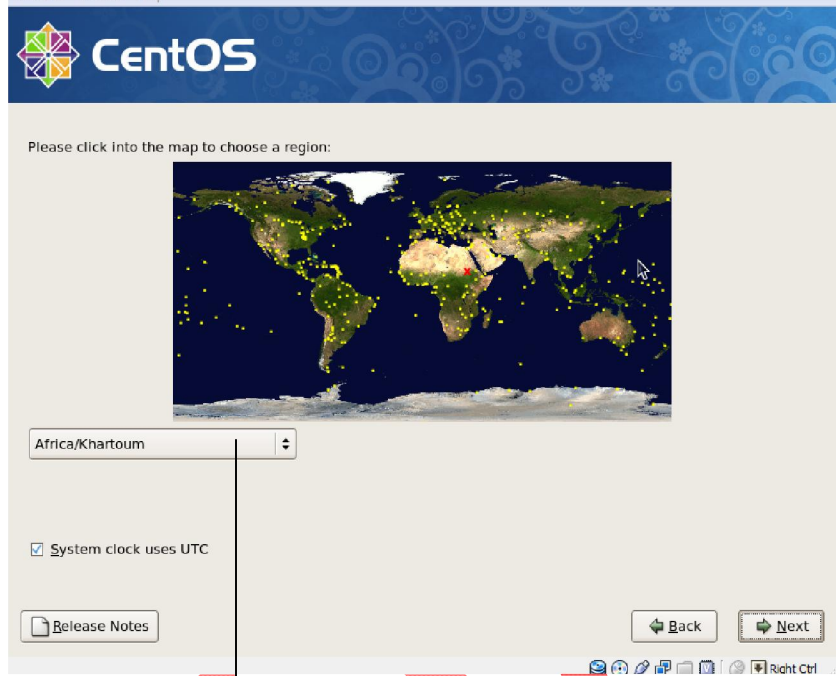 CentOS
Please click into the map to choose a region:
Africa/Khartoum
System clock uses UTC
Release Notes
Back
Next
Right Ctrl